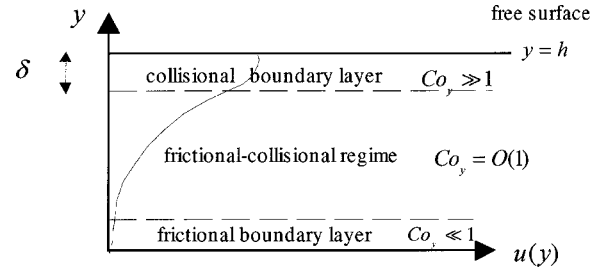 y
free surface
y = h
δ
collisional boundary layer Co_y ≫ 1
frictional-collisional regime Co_y = O(1)
frictional boundary layer Co_y ≪ 1
u(y)